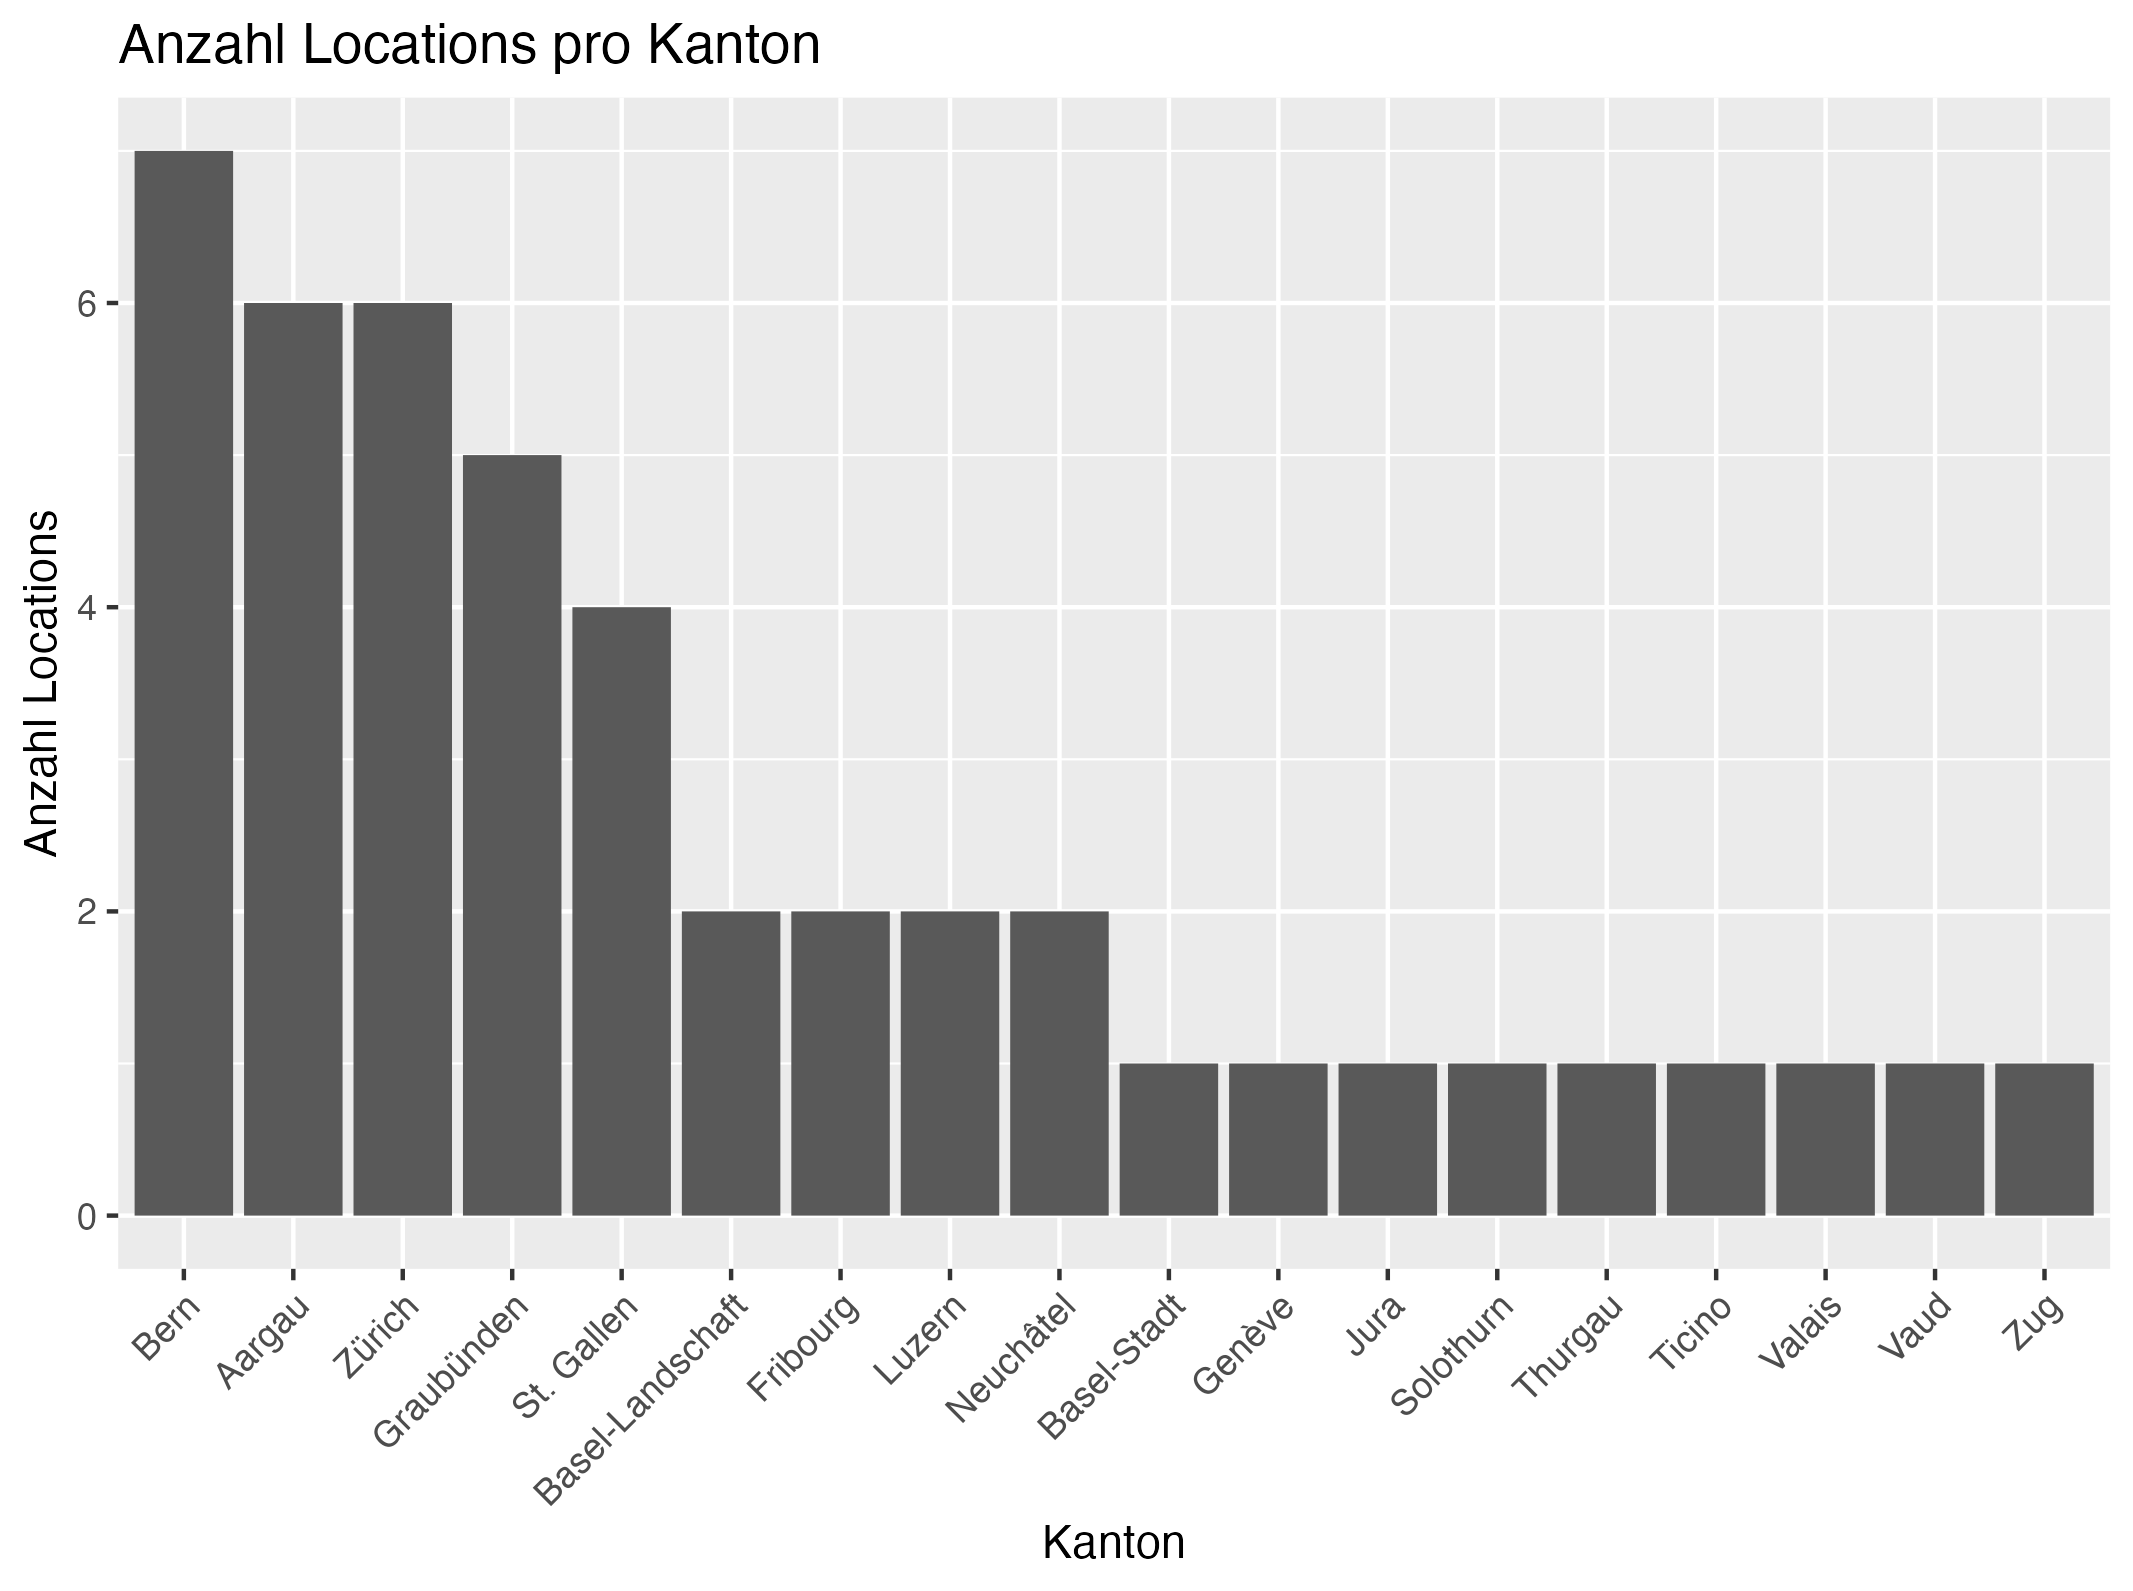 Anzahl Locations pro Kanton
Anzahl Locations
6
4
2
0
Bern
Aargau
Zürich
Graubünden
St. Gallen
Basel-Landschaft
Fribourg
Luzern
Neuchâtel
Basel-Stadt
Genève
Jura
Solothurn
Thurgau
Ticino
Valais
Vaud
Zug
Kanton